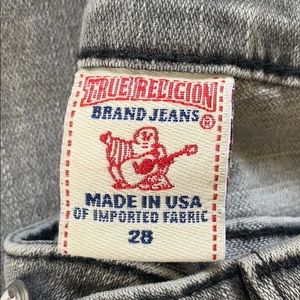 TRUE RELIGION
BRAND JEANS®
MADE IN USA
OF IMPORTED FABRIC
28